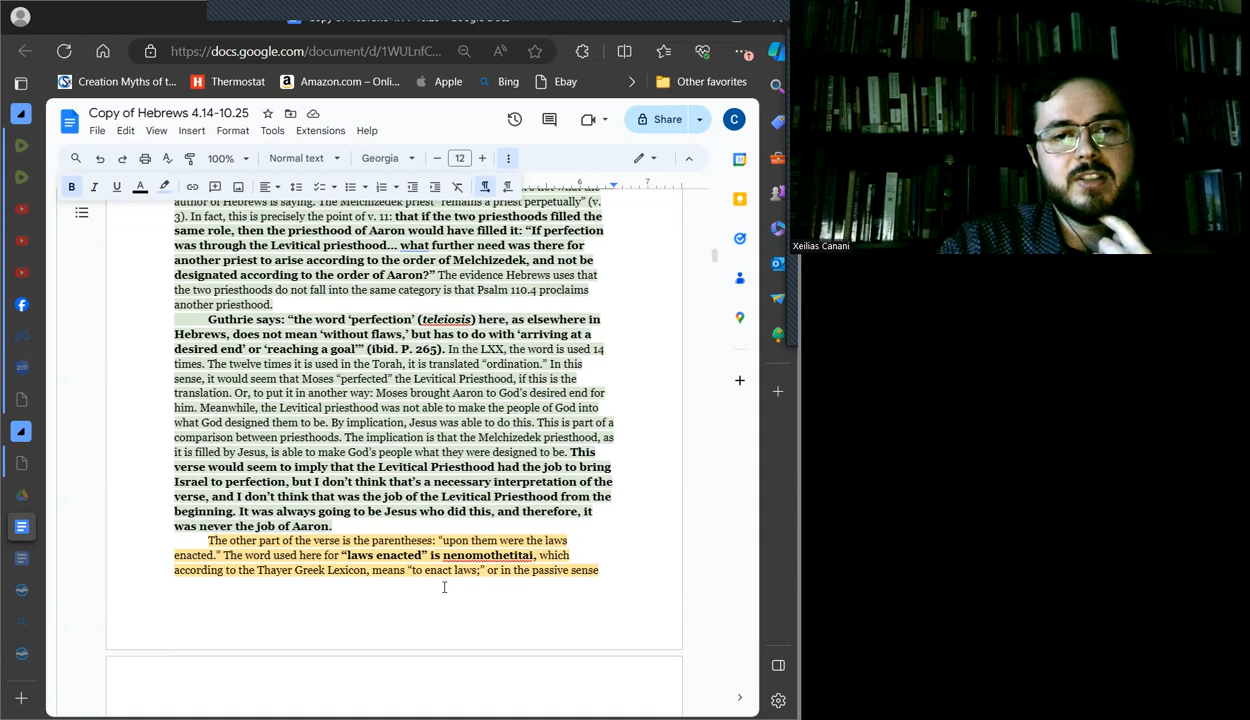 https://docs.google.com/document/d/1WULnfC...
Creation Myths of t...
Thermostat
Amazon.com – Onli...
Apple
Bing
Ebay
Other favorites
Copy of Hebrews 4.14-10.25
File Edit View Insert Format Tools Extensions Help
Share
C
100%
Normal text
Georgia
12
B I U A
6 7
author of Hebrews is saying. The Melchizedek priest “remains a priest perpetually” (v.
3). In fact, this is precisely the point of v. 11: that if the two priesthoods filled the
same role, then the priesthood of Aaron would have filled it: “If perfection
was through the Levitical priesthood... what further need was there for
another priest to arise according to the order of Melchizedek, and not be
designated according to the order of Aaron?” The evidence Hebrews uses that
the two priesthoods do not fall into the same category is that Psalm 110.4 proclaims
another priesthood.
Guthrie says: “the word ‘perfection’ (teleiosis) here, as elsewhere in
Hebrews, does not mean ‘without flaws,’ but has to do with ‘arriving at a
desired end’ or ‘reaching a goal’” (ibid. P. 265). In the LXX, the word is used 14
times. The twelve times it is used in the Torah, it is translated “ordination.” In this
sense, it would seem that Moses “perfected” the Levitical Priesthood, if this is the
translation. Or, to put it in another way: Moses brought Aaron to God’s desired end for
him. Meanwhile, the Levitical priesthood was not able to make the people of God into
what God designed them to be. By implication, Jesus was able to do this. This is part of a
comparison between priesthoods. The implication is that the Melchizedek priesthood, as
it is filled by Jesus, is able to make God’s people what they were designed to be. This
verse would seem to imply that the Levitical Priesthood had the job to bring
Israel to perfection, but I don’t think that’s a necessary interpretation of the
verse, and I don’t think that was the job of the Levitical Priesthood from the
beginning. It was always going to be Jesus who did this, and therefore, it
was never the job of Aaron.
The other part of the verse is the parentheses: “upon them were the laws
enacted.” The word used here for “laws enacted” is nenomothetitai, which
according to the Thayer Greek Lexicon, means “to enact laws;” or in the passive sense
Xeilias Canani